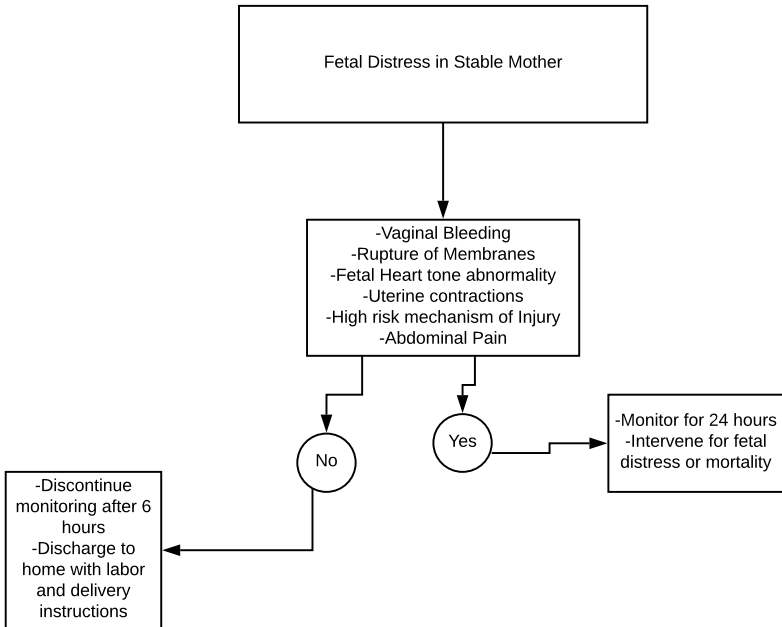 Fetal Distress in Stable Mother
-Vaginal Bleeding
-Rupture of Membranes
-Fetal Heart tone abnormality
-Uterine contractions
-High risk mechanism of Injury
-Abdominal Pain
No
Yes
-Monitor for 24 hours
-Intervene for fetal
distress or mortality
-Discontinue
monitoring after 6
hours
-Discharge to
home with labor
and delivery
instructions